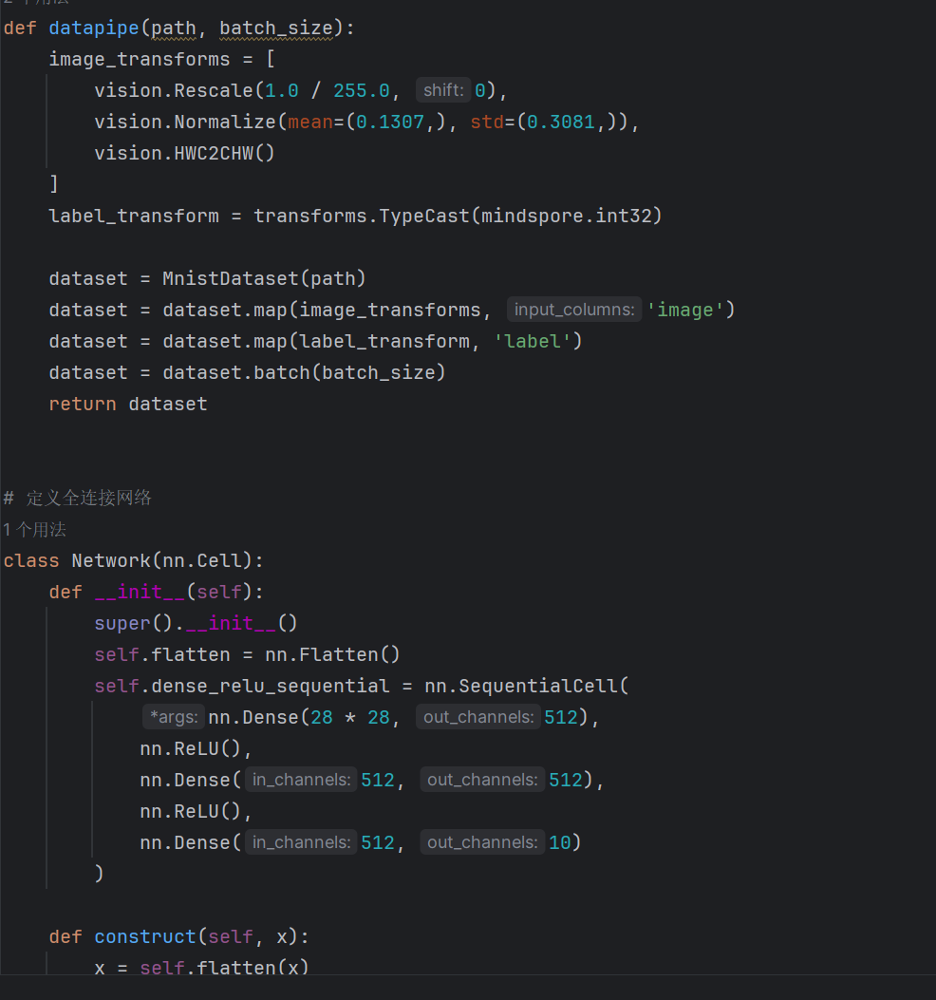 2 个用法
def datapipe(path, batch_size):
    image_transforms = [
        vision.Rescale(1.0 / 255.0, shift: 0),
        vision.Normalize(mean=(0.1307,), std=(0.3081,)),
        vision.HWC2CHW()
    ]
    label_transform = transforms.TypeCast(mindspore.int32)

    dataset = MnistDataset(path)
    dataset = dataset.map(image_transforms, input_columns: 'image')
    dataset = dataset.map(label_transform, 'label')
    dataset = dataset.batch(batch_size)
    return dataset


# 定义全连接网络
1 个用法
class Network(nn.Cell):
    def __init__(self):
        super().__init__()
        self.flatten = nn.Flatten()
        self.dense_relu_sequential = nn.SequentialCell(
            *args: nn.Dense(28 * 28, out_channels: 512),
            nn.ReLU(),
            nn.Dense( in_channels: 512, out_channels: 512),
            nn.ReLU(),
            nn.Dense( in_channels: 512, out_channels: 10)
        )

    def construct(self, x):
        x = self.flatten(x)